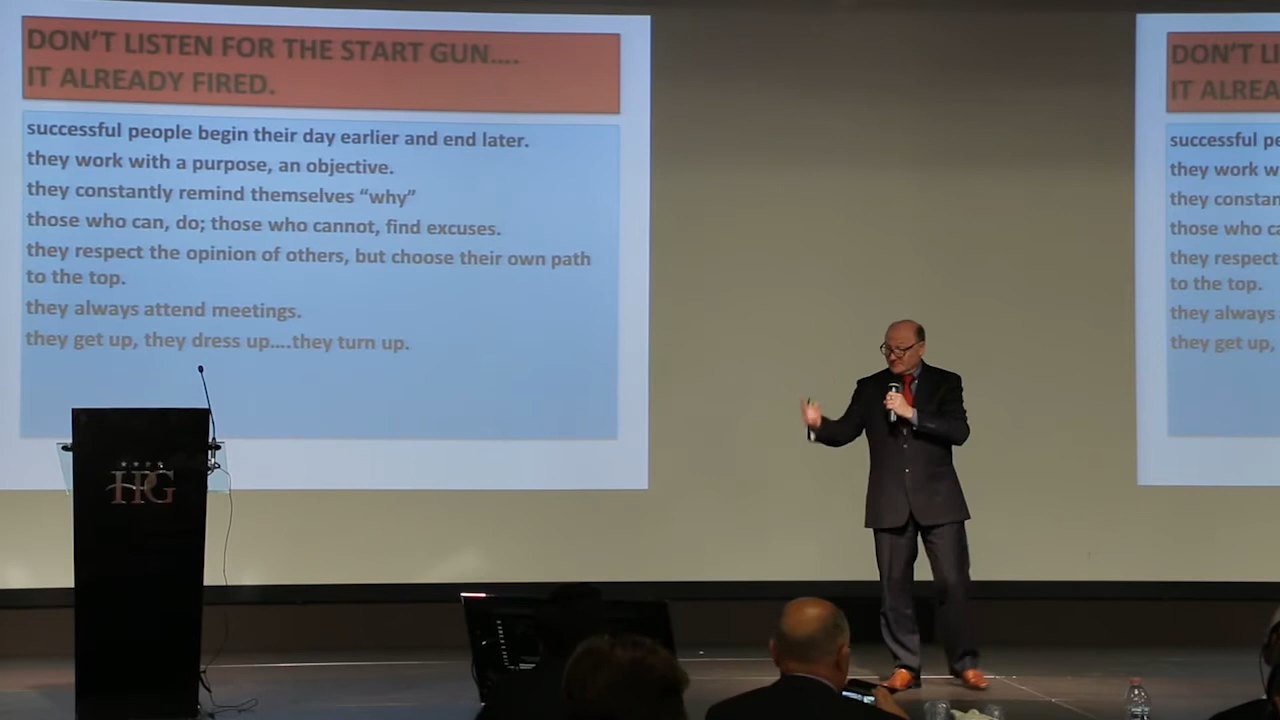 DON'T LISTEN FOR THE START GUN....
IT ALREADY FIRED.
successful people begin their day earlier and end later.
they work with a purpose, an objective.
they constantly remind themselves “why”
those who can, do; those who cannot, find excuses.
they respect the opinion of others, but choose their own path
to the top.
they always attend meetings.
they get up, they dress up....they turn up.
HPG
DON'T LI
IT ALREA
successful pe
they work w
they constan
those who ca
they respect
to the top.
they always
they get up,